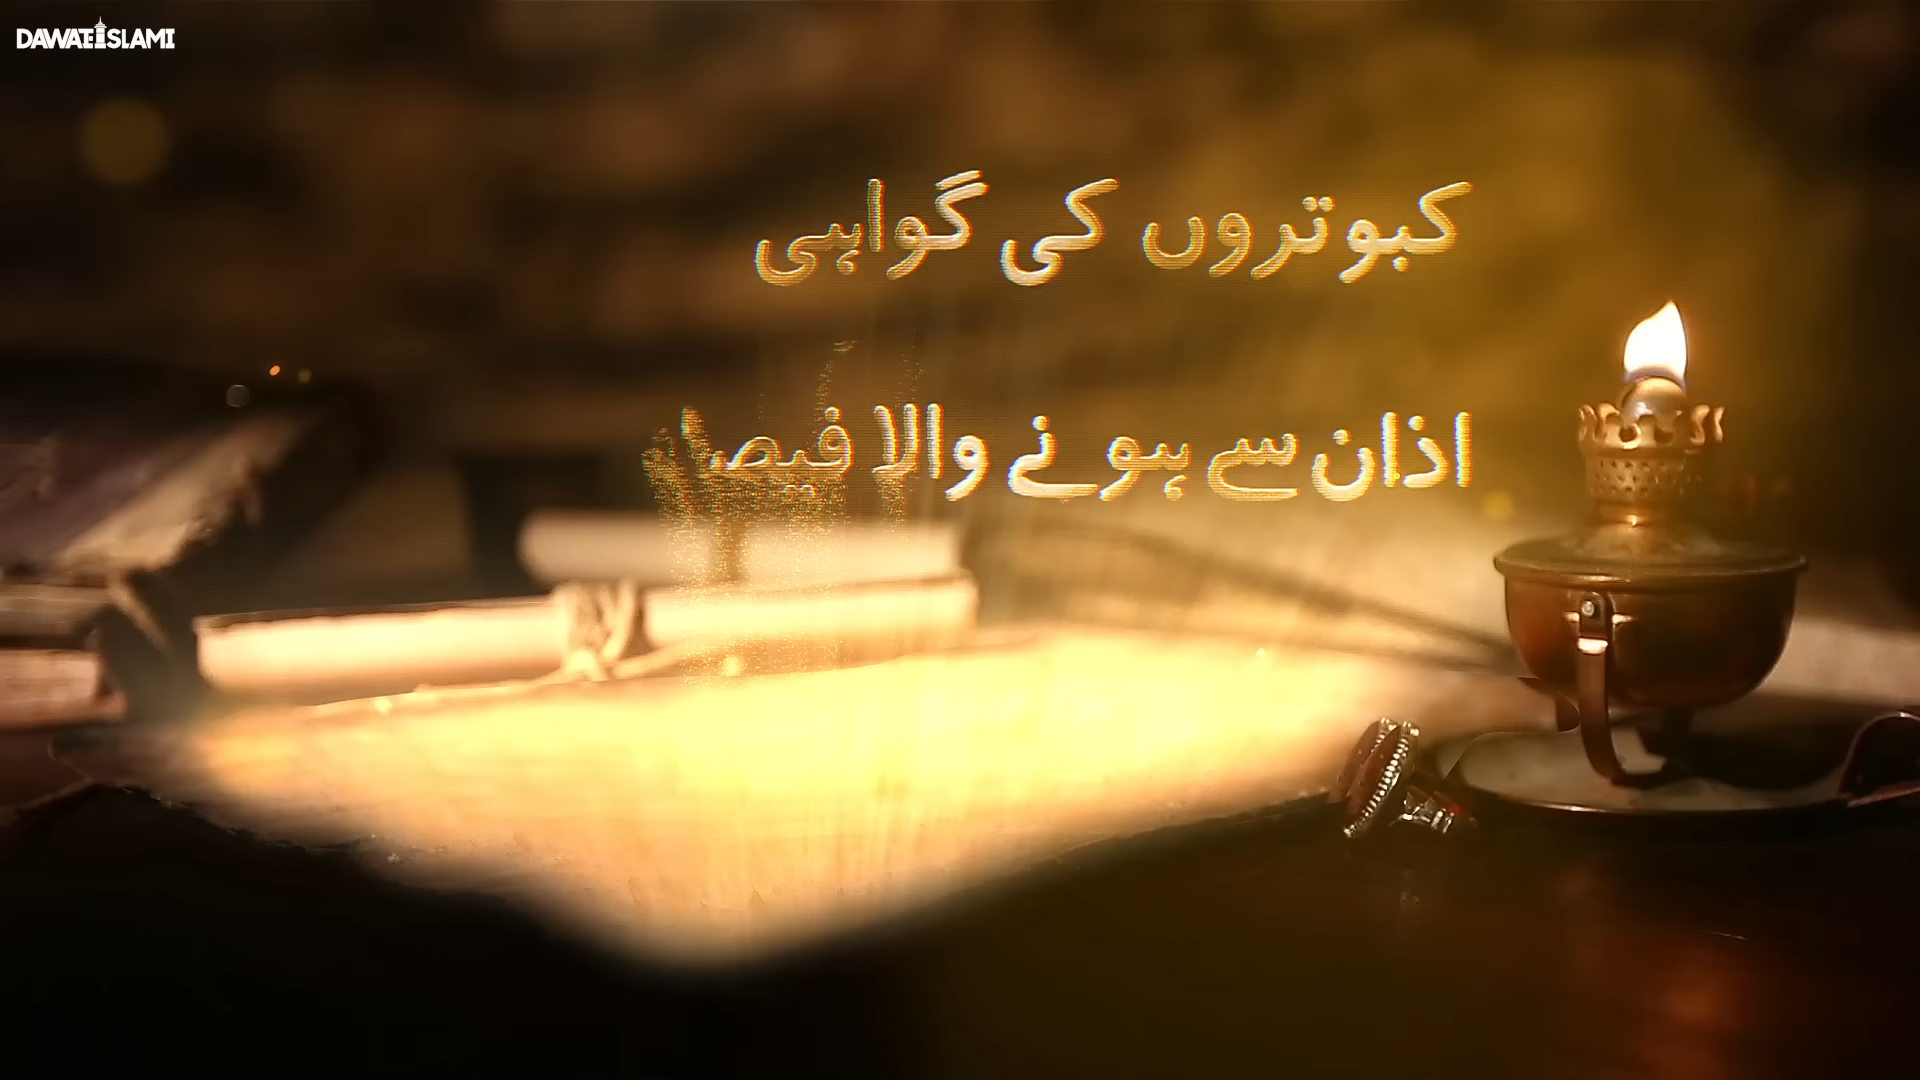 DAWATEISLAMI
کبوتروں کی گواہی
اذان سے ہونے والا